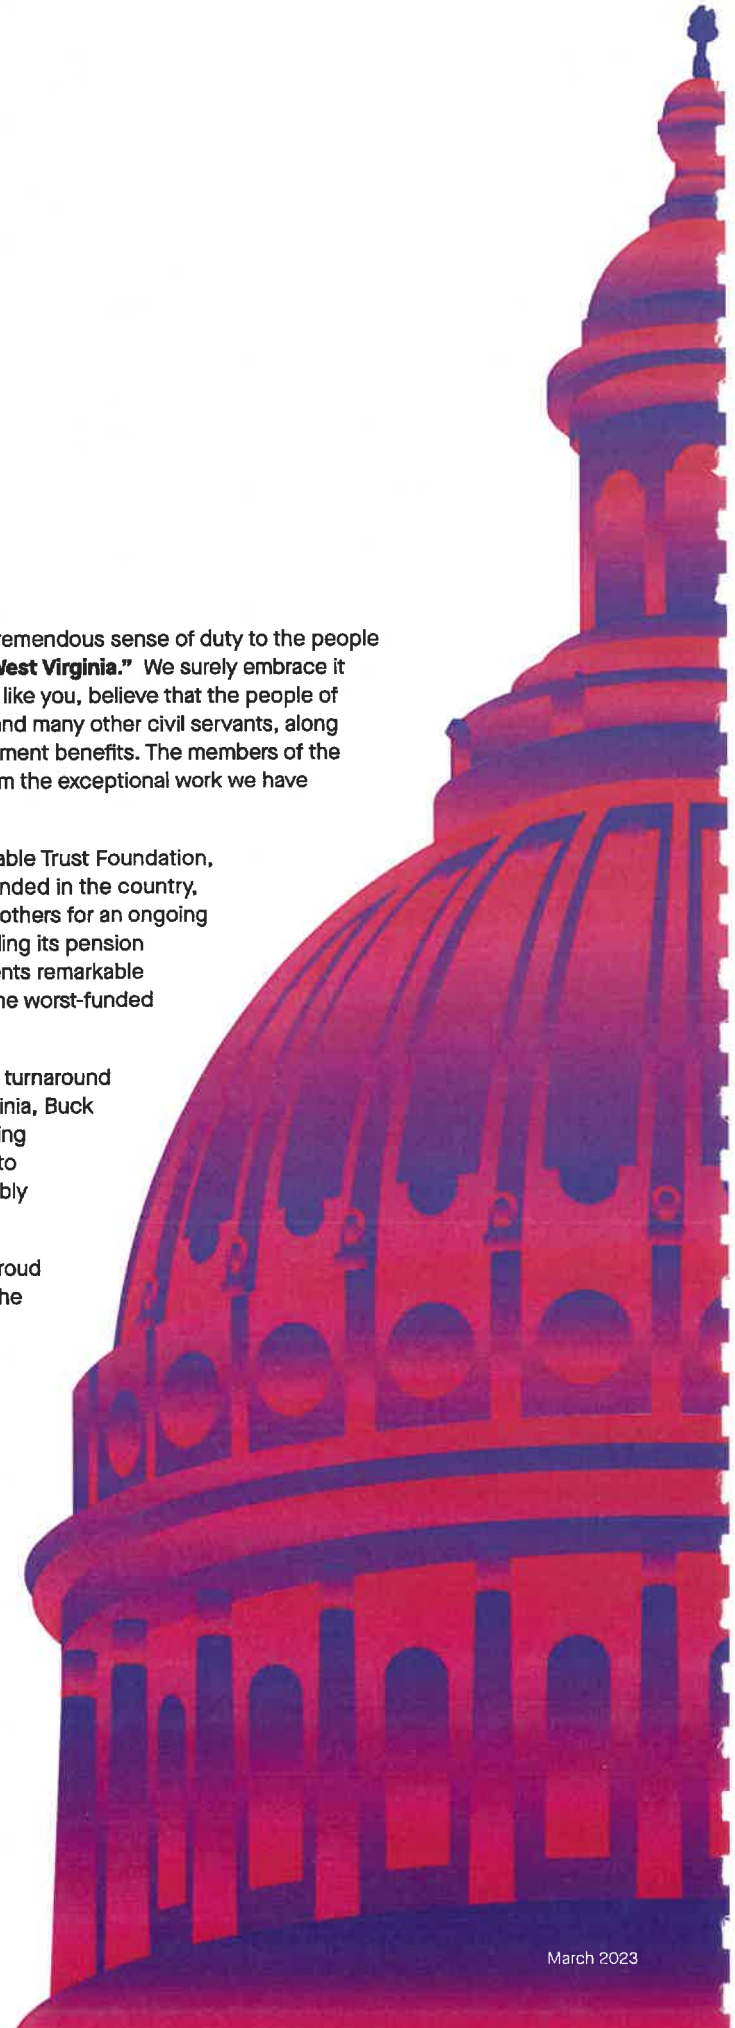 remendous sense of duty to the people
Vest Virginia.” We surely embrace it
like you, believe that the people of
and many other civil servants, along
ment benefits. The members of the
m the exceptional work we have
able Trust Foundation,
nded in the country,
others for an ongoing
ling its pension
nts remarkable
ne worst-funded
turnaround
inia, Buck
ing
to
bly
roud
he
March 2023